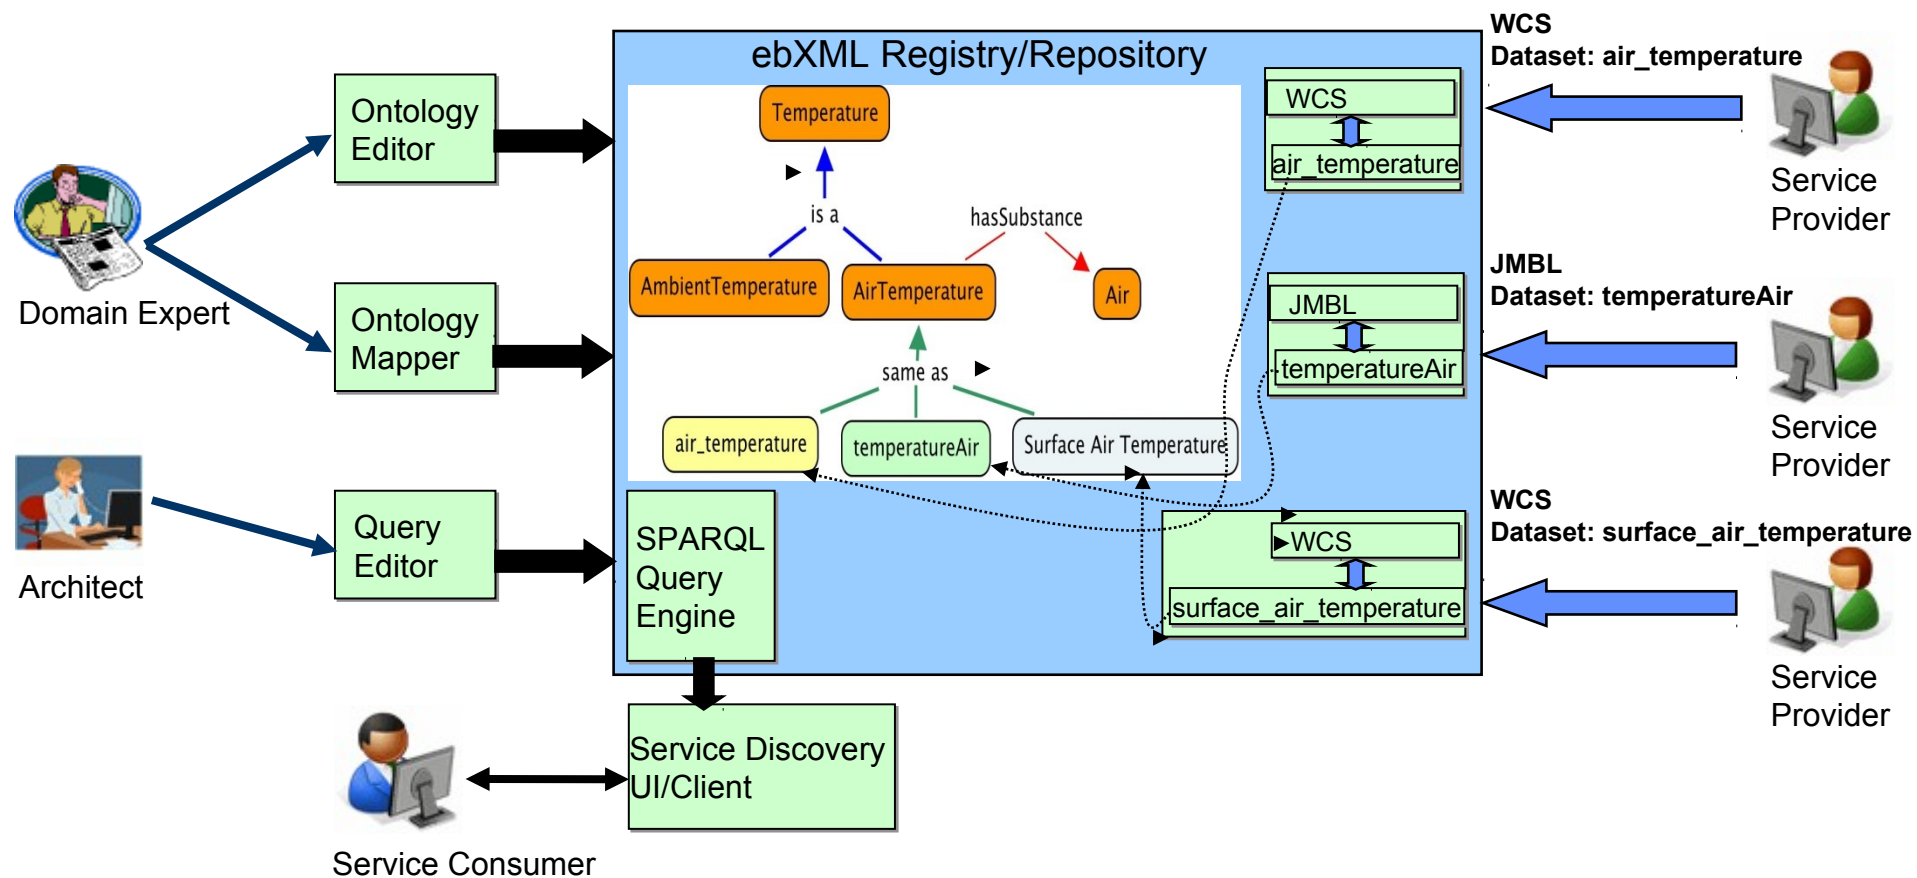 WCS
Dataset: air_temperature
ebXML Registry/Repository
Ontology
Editor
Temperature
WCS
air_temperature
Service
Provider
is a
hasSubstance
AmbientTemperature
AirTemperature
Air
Domain Expert
Ontology
Mapper
JMBL
Dataset: temperatureAir
JMBL
temperatureAir
same as
air_temperature
temperatureAir
Surface Air Temperature
Service
Provider
Query
Editor
SPARQL
Query
Engine
WCS
Dataset: surface_air_temperature
WCS
surface_air_temperature
Architect
Service
Provider
Service Discovery
UI/Client
Service Consumer